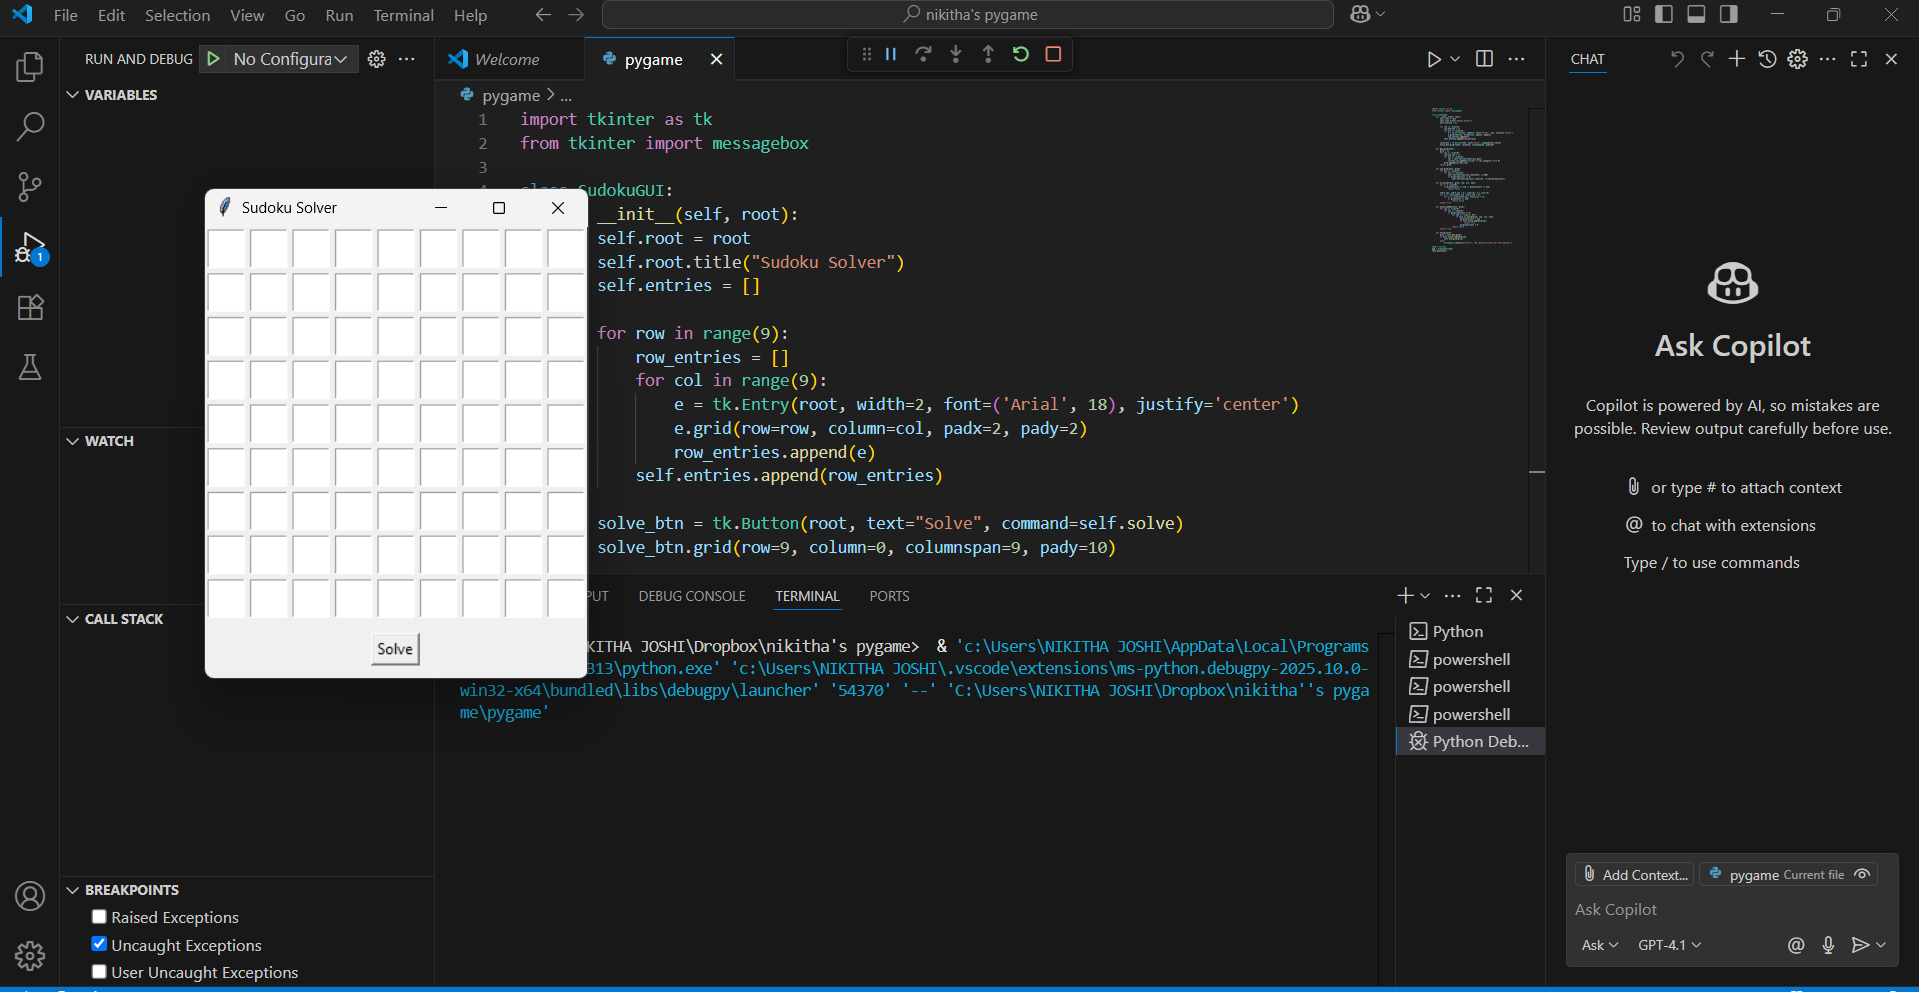 File Edit Selection View Go Run Terminal Help
nikitha's pygame
RUN AND DEBUG No Configura
VARIABLES
WATCH
CALL STACK
BREAKPOINTS
Raised Exceptions
Uncaught Exceptions
User Uncaught Exceptions
1
Sudoku Solver
Solve
Welcome pygame
pygame > ...
1 import tkinter as tk
2 from tkinter import messagebox
3
SudokuGUI:
__init__(self, root):
self.root = root
self.root.title("Sudoku Solver")
self.entries = []
for row in range(9):
row_entries = []
for col in range(9):
e = tk.Entry(root, width=2, font=('Arial', 18), justify='center')
e.grid(row=row, column=col, padx=2, pady=2)
row_entries.append(e)
self.entries.append(row_entries)
solve_btn = tk.Button(root, text="Solve", command=self.solve)
solve_btn.grid(row=9, column=0, columnspan=9, pady=10)
PUT DEBUG CONSOLE TERMINAL PORTS
KITHA JOSHI\Dropbox\nikitha's pygame> & 'c:\Users\NIKITHA JOSHI\AppData\Local\Programs
313\python.exe' 'c:\Users\NIKITHA JOSHI\.vscode\extensions\ms-python.debugpy-2025.10.0-
win32-x64\bundled\libs\debugpy\launcher' '54370' '--' 'C:\Users\NIKITHA JOSHI\Dropbox\nikitha''s pyga
me\pygame'
Python
powershell
powershell
powershell
Python Deb...
CHAT
Ask Copilot
Copilot is powered by AI, so mistakes are
possible. Review output carefully before use.
or type # to attach context
@ to chat with extensions
Type / to use commands
Add Context... pygame Current file
Ask Copilot
Ask GPT-4.1